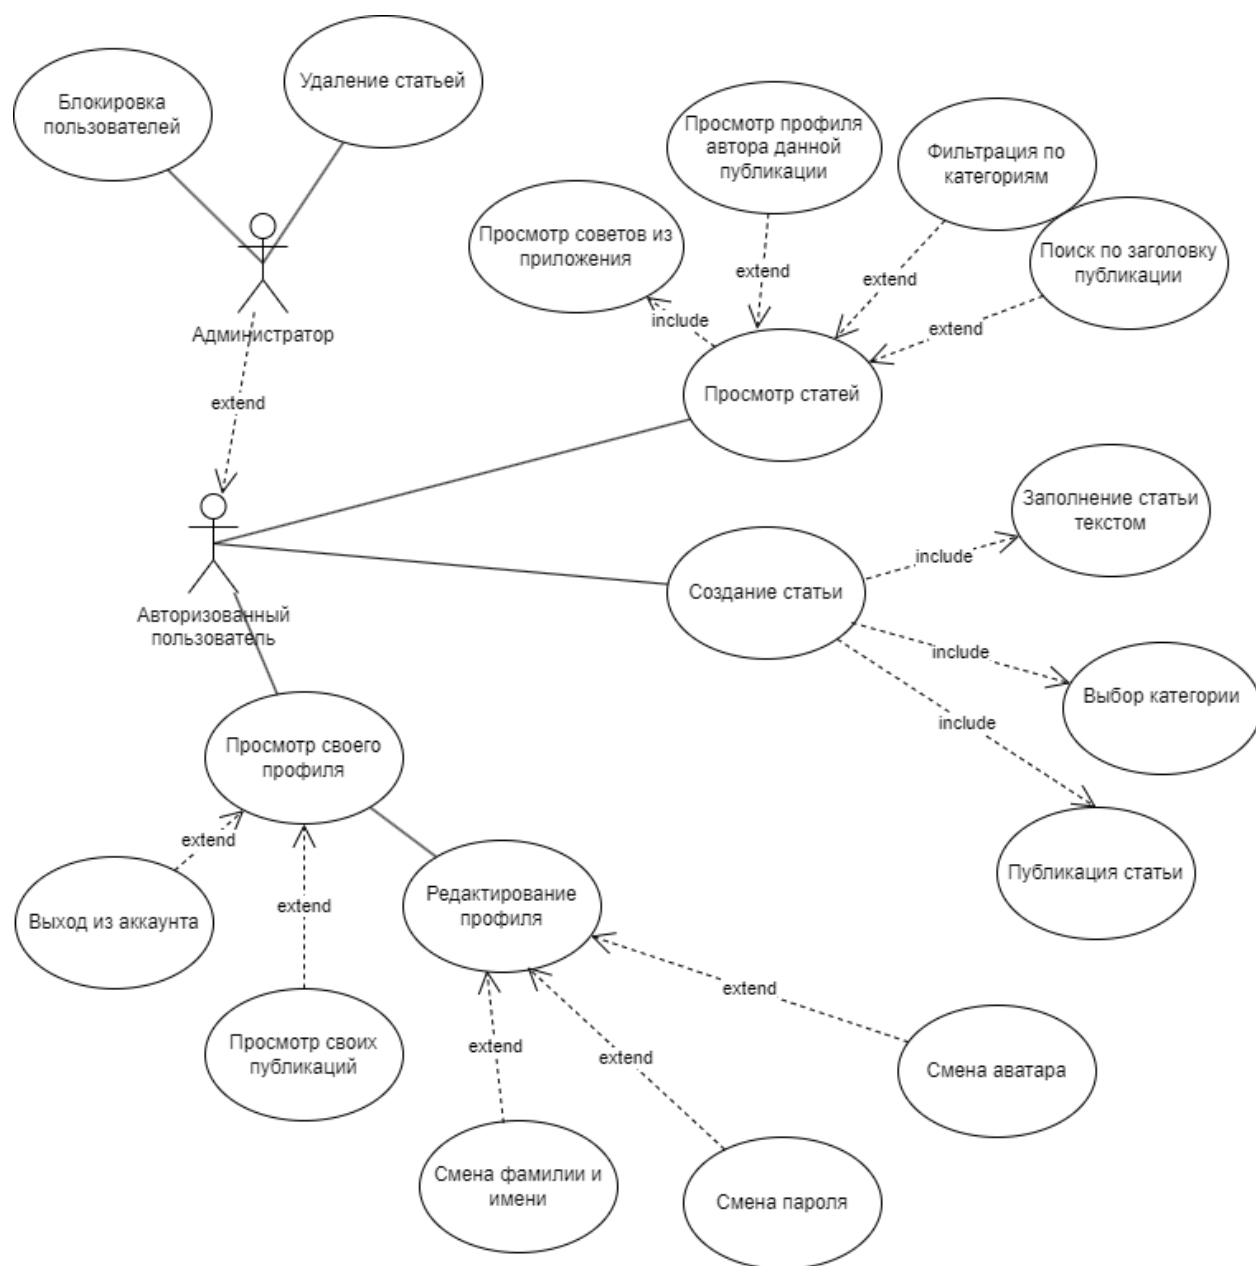 Блокировка
пользователей
Удаление статьей
Просмотр профиля
автора данной
публикации
Фильтрация по
категориям
Просмотр советов из
приложения
Поиск по заголовку
публикации
extend
extend
include
extend
Администратор
extend
Просмотр статей
Заполнение статьи
текстом
include
Создание статьи
Авторизованный
пользователь
include
Выбор категории
include
Просмотр своего
профиля
extend
Публикация статьи
Редактирование
профиля
extend
Выход из аккаунта
extend
Просмотр своих
публикаций
extend
extend
Смена аватара
Смена фамилии и
имени
Смена пароля